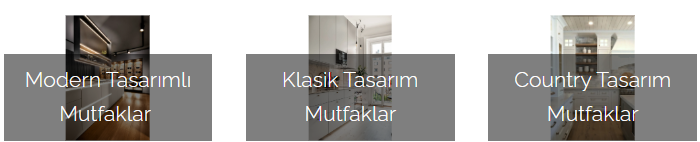 Modern Tasarımlı
Mutfaklar
Klasik Tasarım
Mutfaklar
Country Tasarım
Mutfaklar